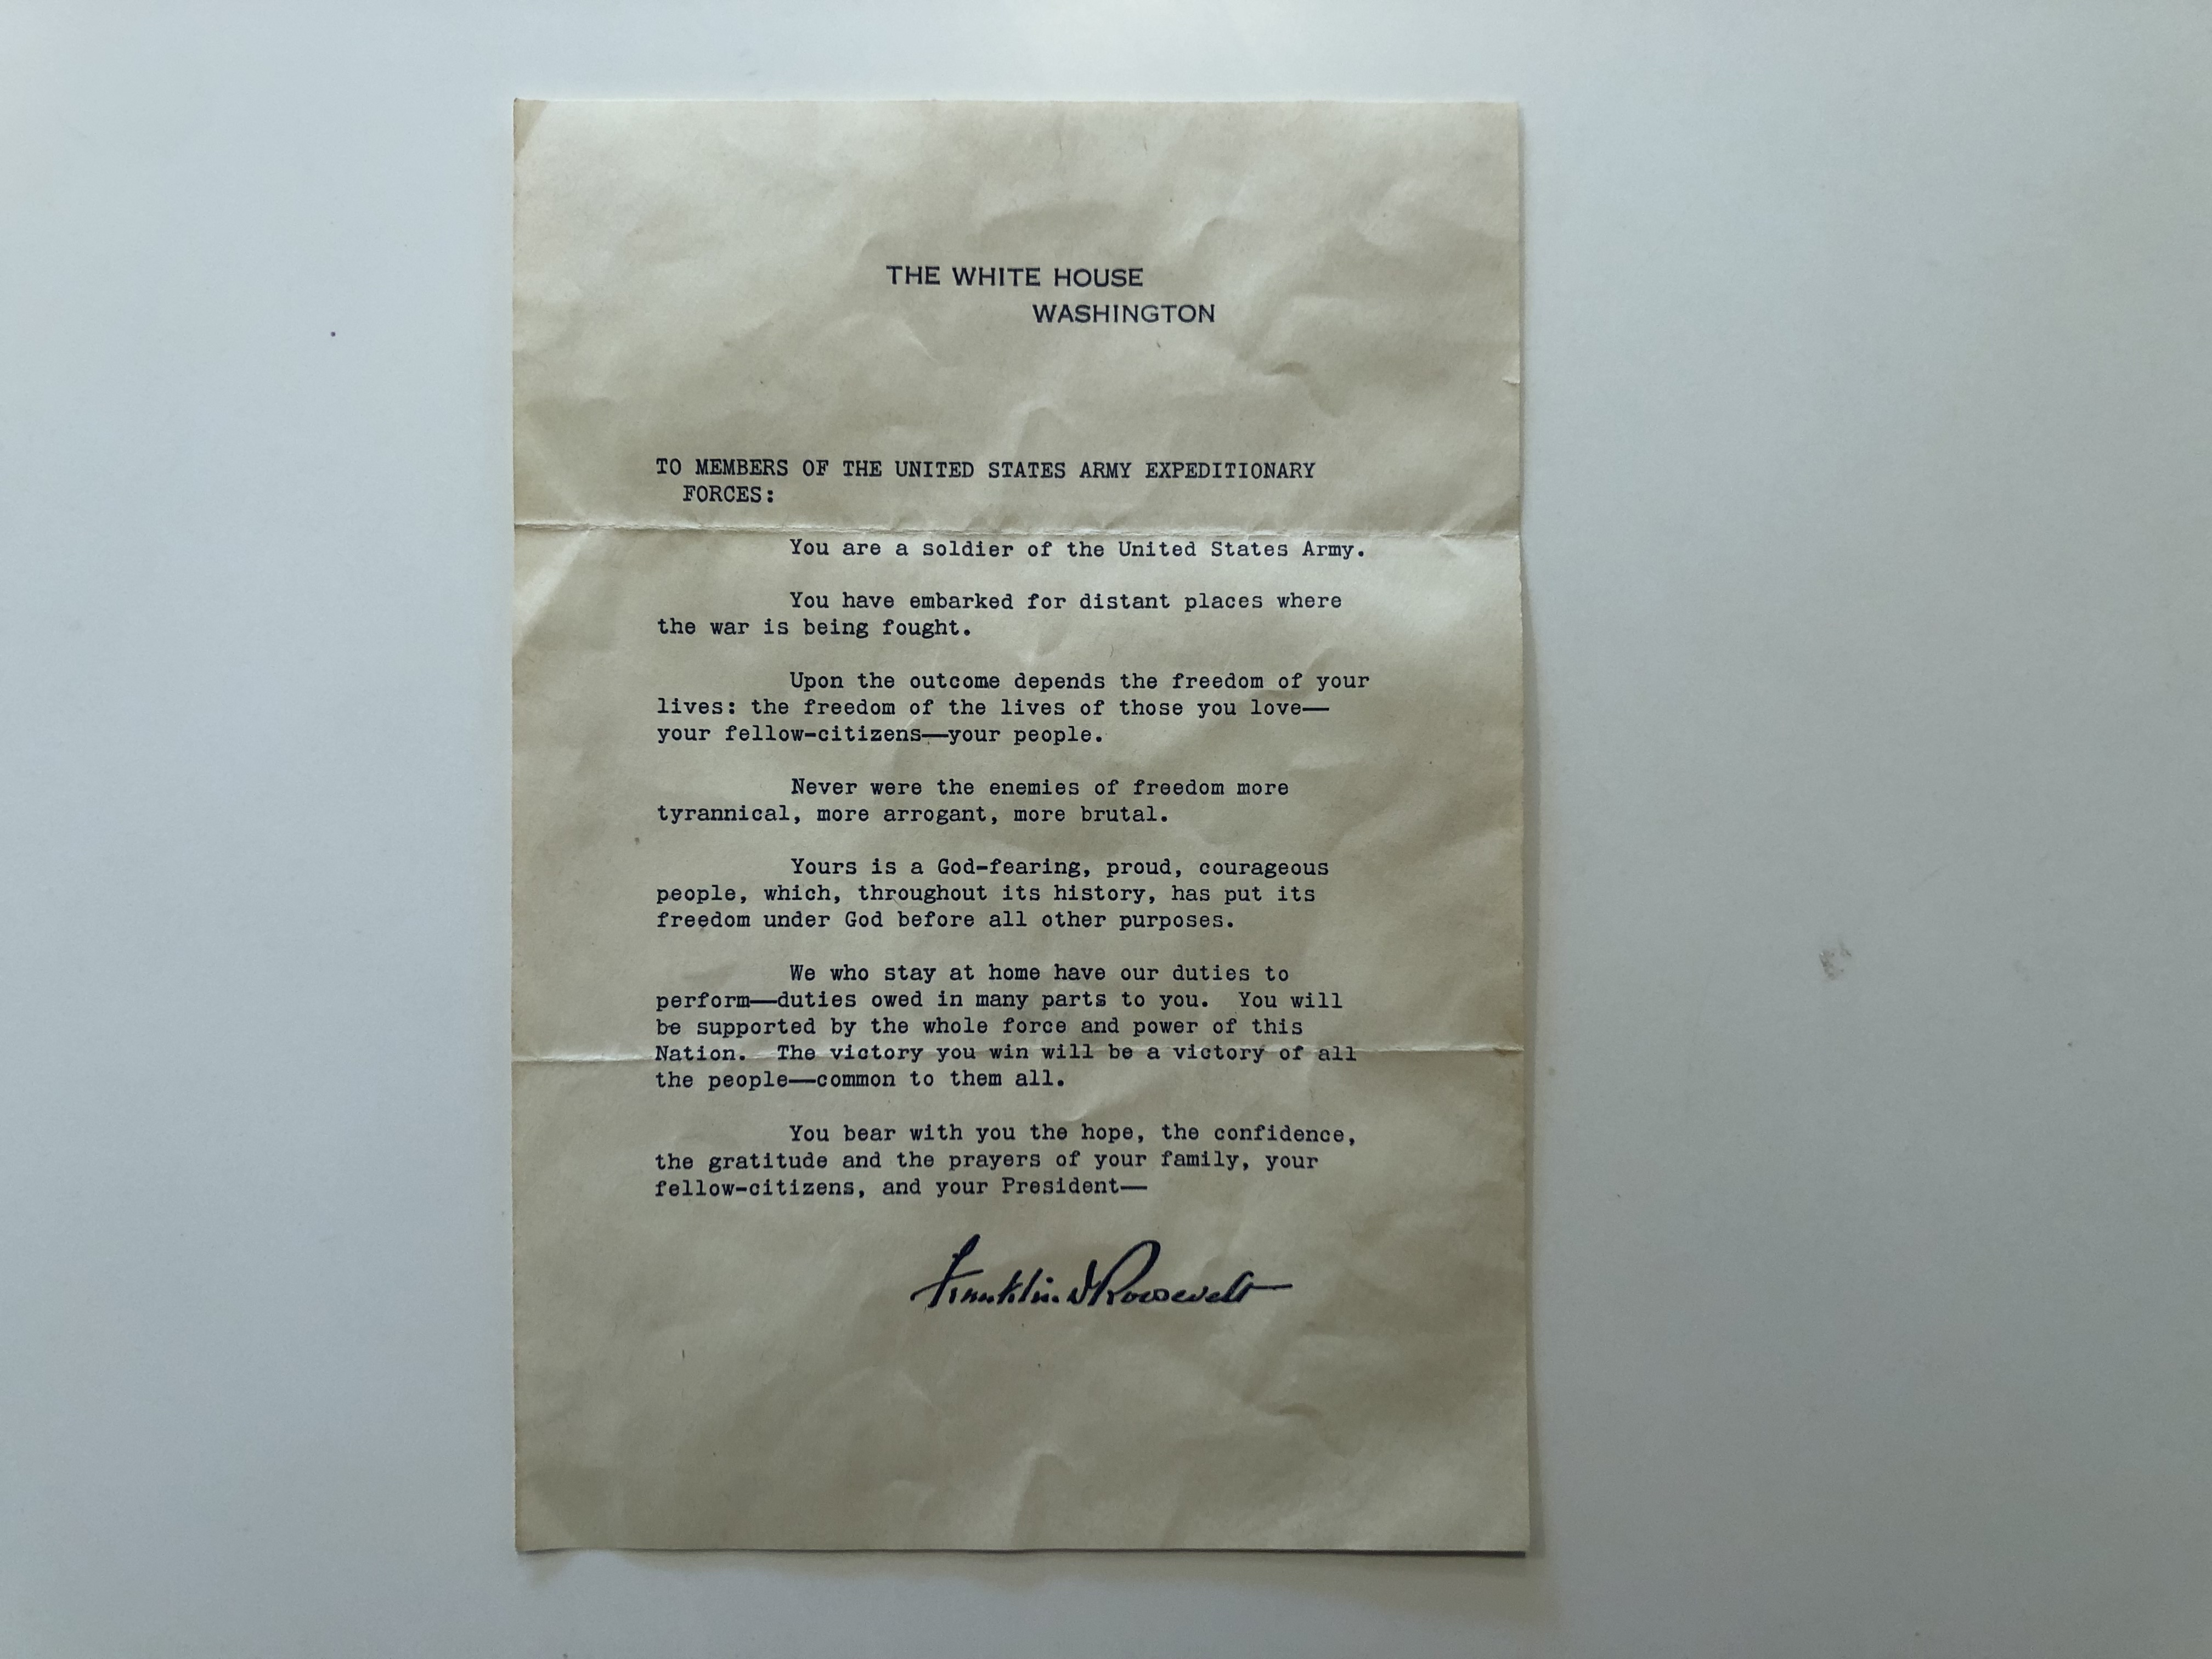 THE WHITE HOUSE
WASHINGTON
TO MEMBERS OF THE UNITED STATES ARMY EXPEDITIONARY
FORCES:
You are a soldier of the United States Army.
You have embarked for distant places where
the war is being fought.
Upon the outcome depends the freedom of your
lives: the freedom of the lives of those you love—
your fellow-citizens—your people.
Never were the enemies of freedom more
tyrannical, more arrogant, more brutal.
Yours is a God-fearing, proud, courageous
people, which, throughout its history, has put its
freedom under God before all other purposes.
We who stay at home have our duties to
perform—duties owed in many parts to you.  You will
be supported by the whole force and power of this
Nation.  The victory you win will be a victory of all
the people—common to them all.
You bear with you the hope, the confidence,
the gratitude and the prayers of your family, your
fellow-citizens, and your President—
Franklin D Roosevelt